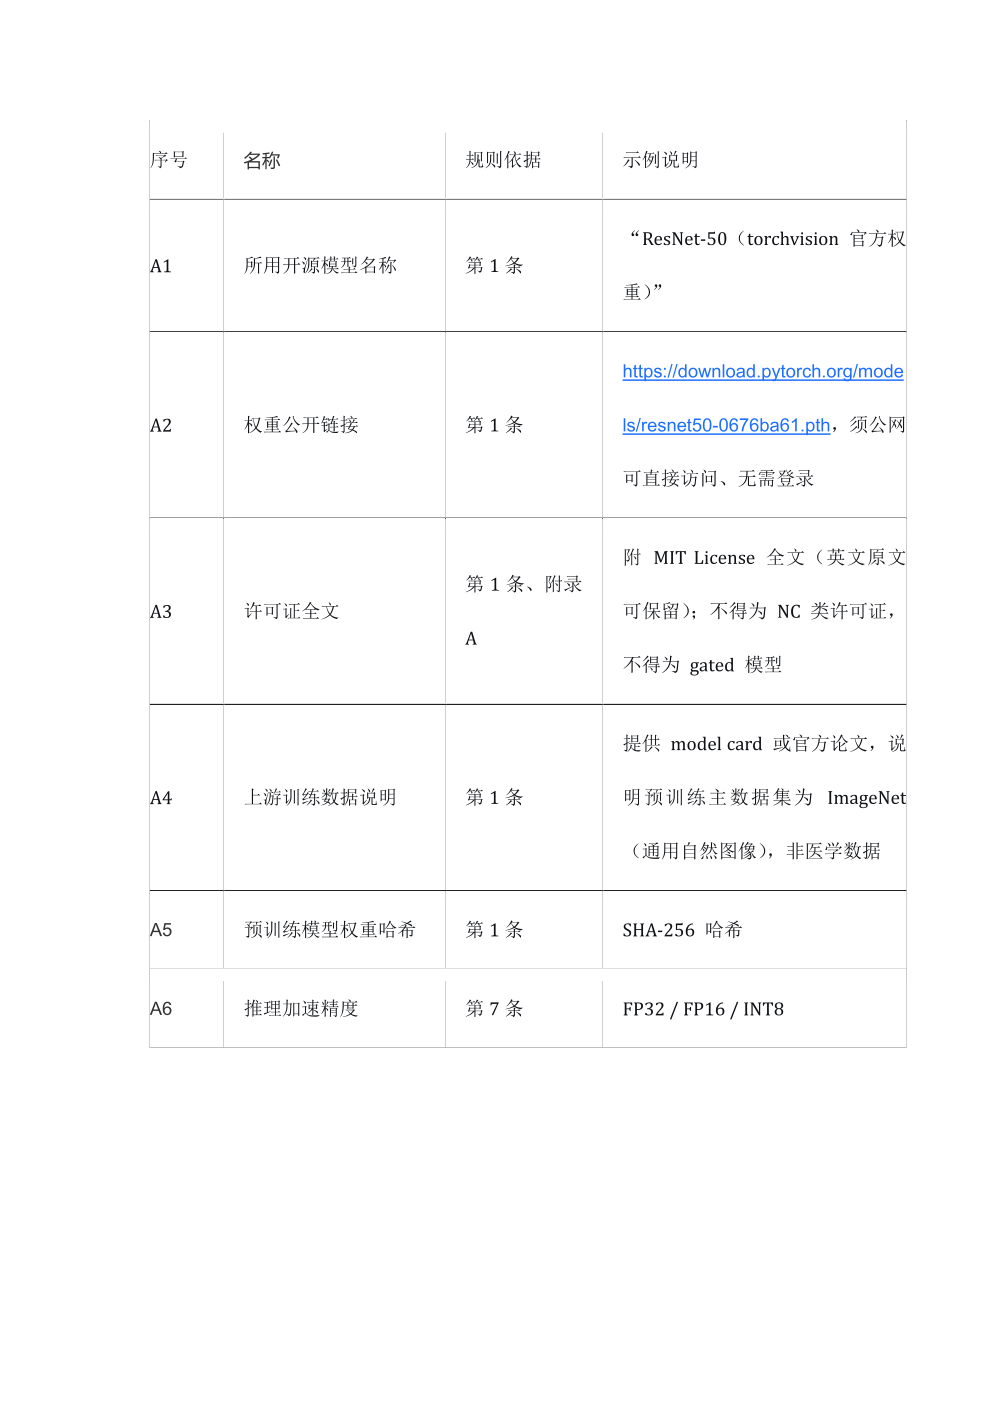 序号 名称 规则依据 示例说明
“ResNet-50（torchvision 官方权
A1 所用开源模型名称 第 1 条
重）”
https://download.pytorch.org/mode
A2 权重公开链接 第 1 条 ls/resnet50-0676ba61.pth，须公网
可直接访问、无需登录
附 MIT License 全文（英文原文
第 1 条、附录
A3 许可证全文 可保留）；不得为 NC 类许可证，
A
不得为 gated 模型
提供 model card 或官方论文，说
A4 上游训练数据说明 第 1 条 明预训练主数据集为 ImageNet
（通用自然图像），非医学数据
A5 预训练模型权重哈希 第 1 条 SHA-256 哈希
A6 推理加速精度 第 7 条 FP32 / FP16 / INT8